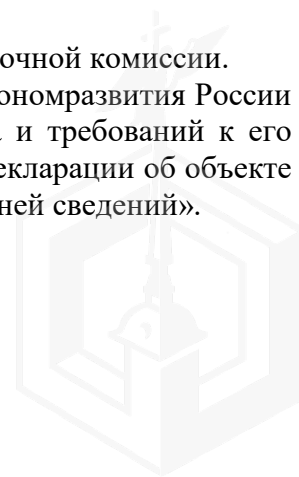 очной комиссии.
ономразвития России
и требований к его
екларации об объекте
ней сведений».